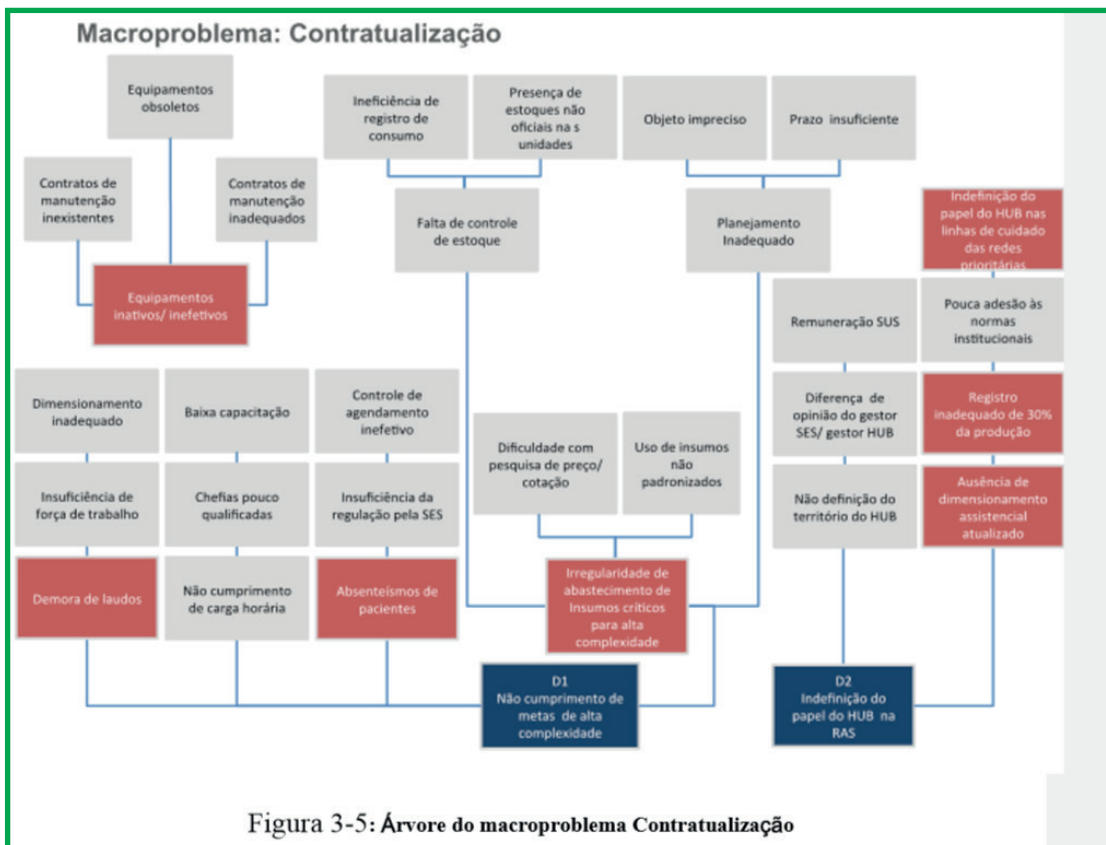 Macroproblema: Contratualização
Equipamentos
obsoletos
Ineficiência de
registro de
consumo
Presença de
estoques não
oficiais na s
unidades
Objeto impreciso
Prazo insuficiente
Contratos de
manutenção
inexistentes
Contratos de
manutenção
inadequados
Falta de controle
de estoque
Planejamento
Inadequado
Indefinição do
papel do HUB nas
linhas de cuidado
das redes
prioritárias
Equipamentos
inativos/ inefetivos
Remuneração SUS
Pouca adesão às
normas
institucionais
Dimensionamento
inadequado
Baixa capacitação
Controle de
agendamento
inefetivo
Diferença de
opinião do gestor
SES/ gestor HUB
Registro
inadequado de 30%
da produção
Dificuldade com
pesquisa de preço/
cotação
Uso de insumos
não
padronizados
Insuficiência de
força de trabalho
Chefias pouco
qualificadas
Insuficiência da
regulação pela SES
Não definição do
território do HUB
Ausência de
dimensionamento
assistencial
atualizado
Demora de laudos
Não cumprimento
de carga horária
Absenteísmos de
pacientes
Irregularidade de
abastecimento de
Insumos críticos
para alta
complexidade
D1
Não cumprimento de
metas de alta
complexidade
D2
Indefinição do
papel do HUB na
RAS
Figura 3-5: Árvore do macroproblema Contratualização